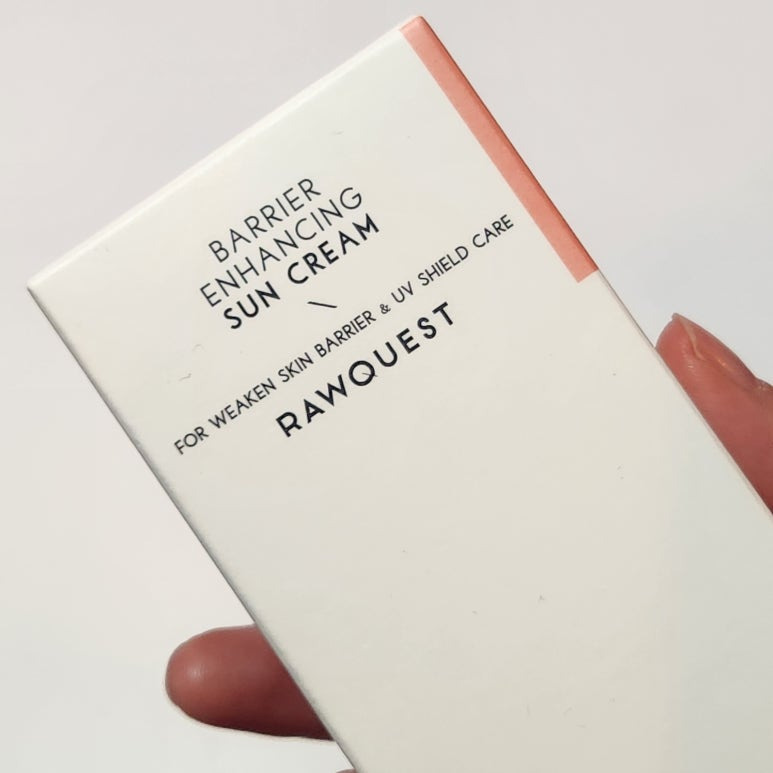 BARRIER
ENHANCING
SUN CREAM
\
FOR WEAKEN SKIN BARRIER & UV SHIELD CARE
RAWQUEST